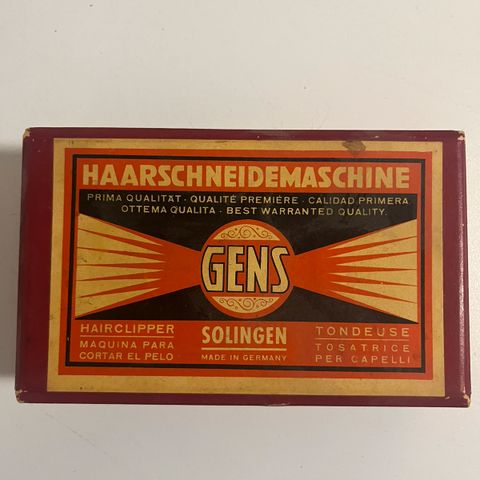 HAARSCHNEIDEMASCHINE
PRIMA QUALITÄT · QUALITÉ PREMIÈRE · CALIDAD PRIMERA
OTTEMA QUALITA · BEST WARRANTED QUALITY.
GENS
HAIRCLIPPER
MAQUINA PARA
CORTAR EL PELO
SOLINGEN
MADE IN GERMANY
TONDEUSE
TOSATRICE
PER CAPELLI